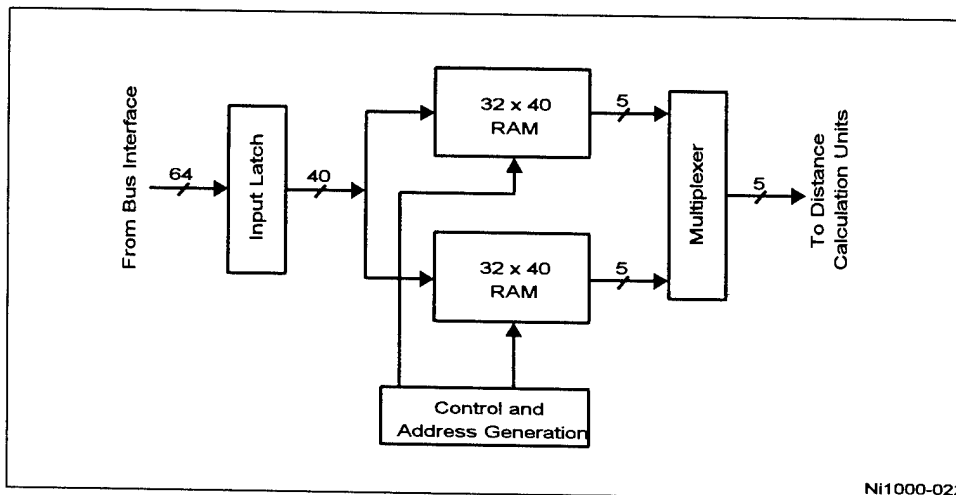 From Bus Interface
64
Input Latch
40
32 x 40
RAM
5
32 x 40
RAM
5
Multiplexer
5
To Distance
Calculation Units
Control and
Address Generation